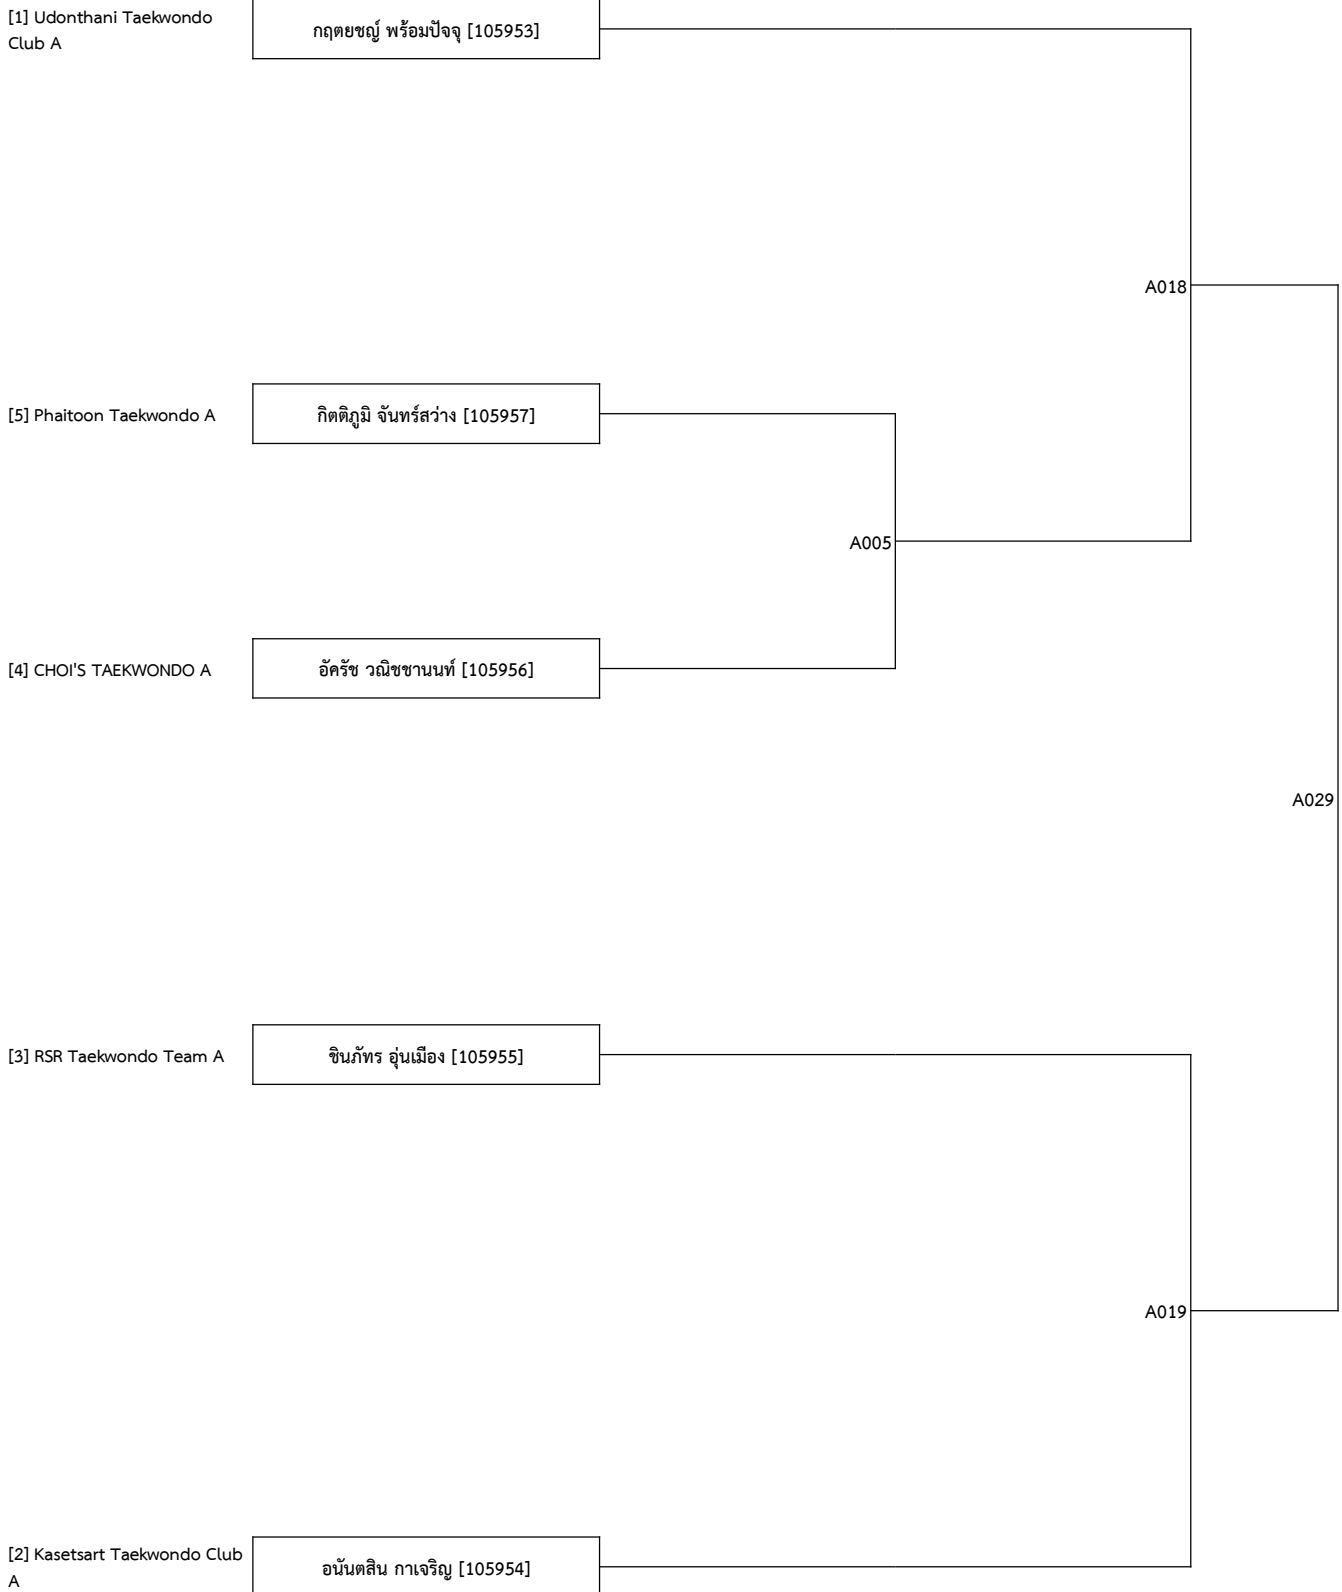 [1] Udonthani Taekwondo
Club A
กฤตยชญ์ พร้อมปัจจุ [105953]
A018
[5] Phaitoon Taekwondo A
กิตติภูมิ จันทร์สว่าง [105957]
A005
[4] CHOI'S TAEKWONDO A
อัครัช วณิชชานนท์ [105956]
A029
[3] RSR Taekwondo Team A
ชินภัทร อุ่นเมือง [105955]
A019
[2] Kasetsart Taekwondo Club
A
อนันตสิน กาเจริญ [105954]